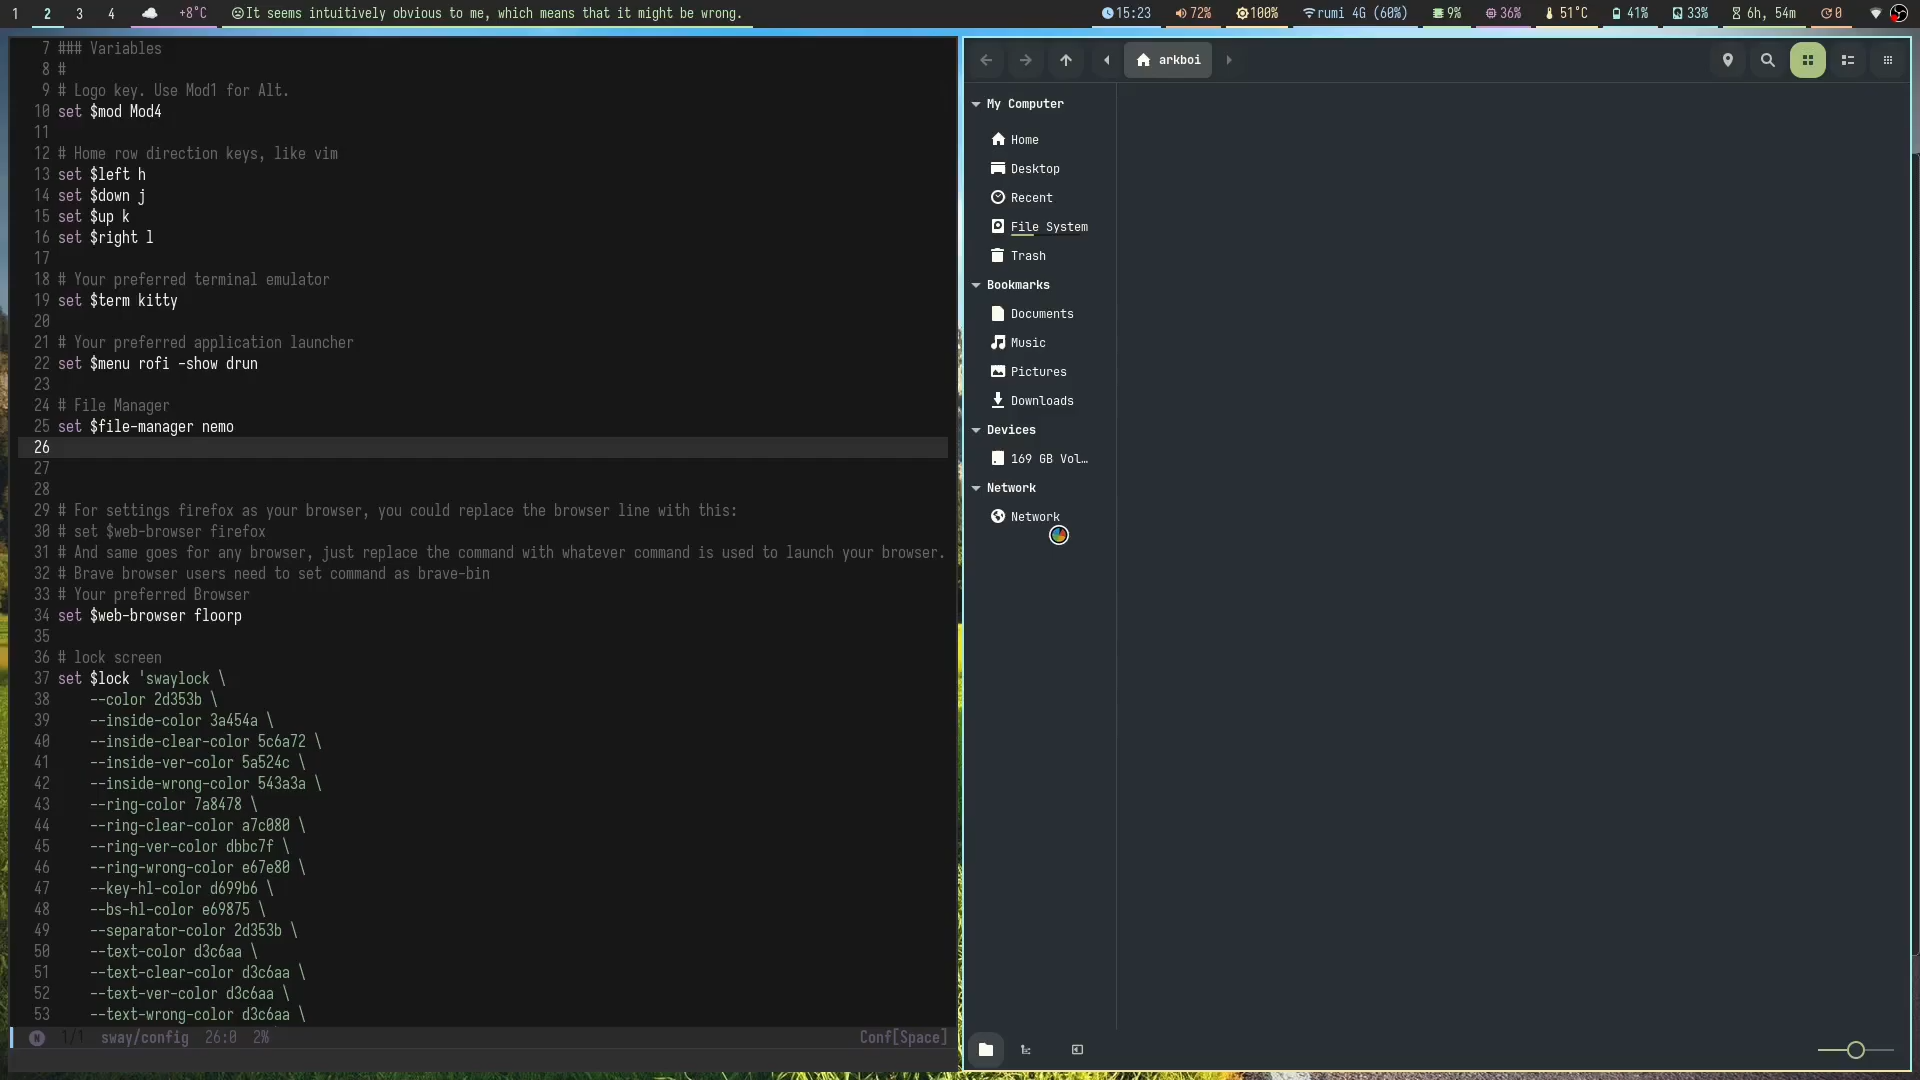 1 2 3 4 +8°C It seems intuitively obvious to me, which means that it might be wrong. 15:23 72% 100% rumi 4G (60%) 9% 36% 51°C 41% 33% 6h, 54m 0
7 ### Variables
8 #
9 # Logo key. Use Mod1 for Alt.
10 set $mod Mod4
11
12 # Home row direction keys, like vim
13 set $left h
14 set $down j
15 set $up k
16 set $right l
17
18 # Your preferred terminal emulator
19 set $term kitty
20
21 # Your preferred application launcher
22 set $menu rofi -show drun
23
24 # File Manager
25 set $file-manager nemo
26
27
28
29 # For settings firefox as your browser, you could replace the browser line with this:
30 # set $web-browser firefox
31 # And same goes for any browser, just replace the command with whatever command is used to launch your browser.
32 # Brave browser users need to set command as brave-bin
33 # Your preferred Browser
34 set $web-browser floorp
35
36 # lock screen
37 set $lock 'swaylock \
38 --color 2d353b \
39 --inside-color 3a454a \
40 --inside-clear-color 5c6a72 \
41 --inside-ver-color 5a524c \
42 --inside-wrong-color 543a3a \
43 --ring-color 7a8478 \
44 --ring-clear-color a7c080 \
45 --ring-ver-color dbbc7f \
46 --ring-wrong-color e67e80 \
47 --key-hl-color d699b6 \
48 --bs-hl-color e69875 \
49 --separator-color 2d353b \
50 --text-color d3c6aa \
51 --text-clear-color d3c6aa \
52 --text-ver-color d3c6aa \
53 --text-wrong-color d3c6aa \
N 1/1 sway/config 26:0 2% Conf[Space]
arkboi
My Computer
Home
Desktop
Recent
File System
Trash
Bookmarks
Documents
Music
Pictures
Downloads
Devices
169 GB Vol…
Network
Network